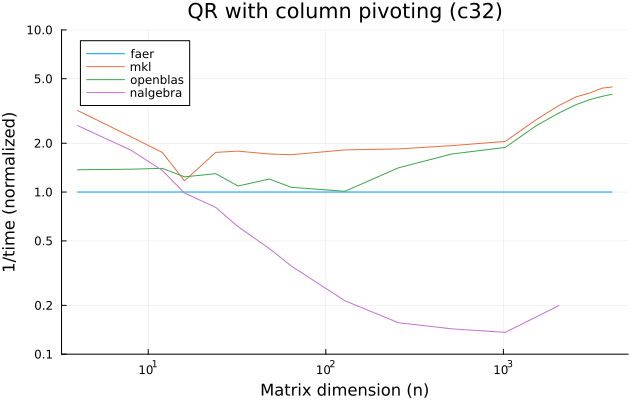 QR with column pivoting (c32)
faer
mkl
openblas
nalgebra
1/time (normalized)
10.0
5.0
2.0
1.0
0.5
0.2
0.1
10¹
10²
10³
Matrix dimension (n)